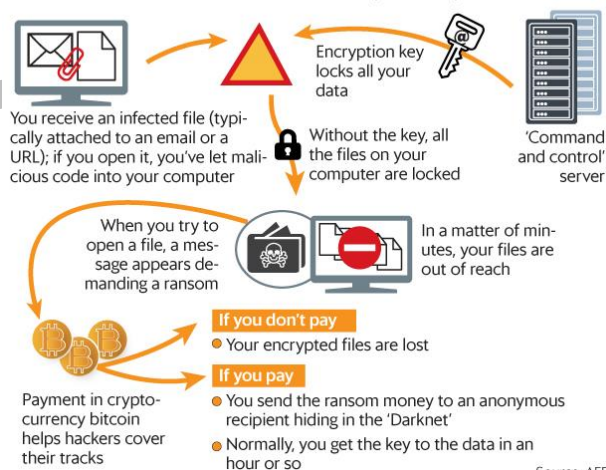 You receive an infected file (typi-
cally attached to an email or a
URL); if you open it, you've let mali-
cious code into your computer
Encryption key
locks all your
data
@
'Command
and control'
server
Without the key, all
the files on your
computer are locked
When you try to
open a file, a mes-
sage appears de-
manding a ransom
In a matter of min-
utes, your files are
out of reach
Payment in crypto-
currency bitcoin
helps hackers cover
their tracks
If you don't pay
Your encrypted files are lost
If you pay
You send the ransom money to an anonymous
recipient hiding in the 'Darknet'
Normally, you get the key to the data in an
hour or so